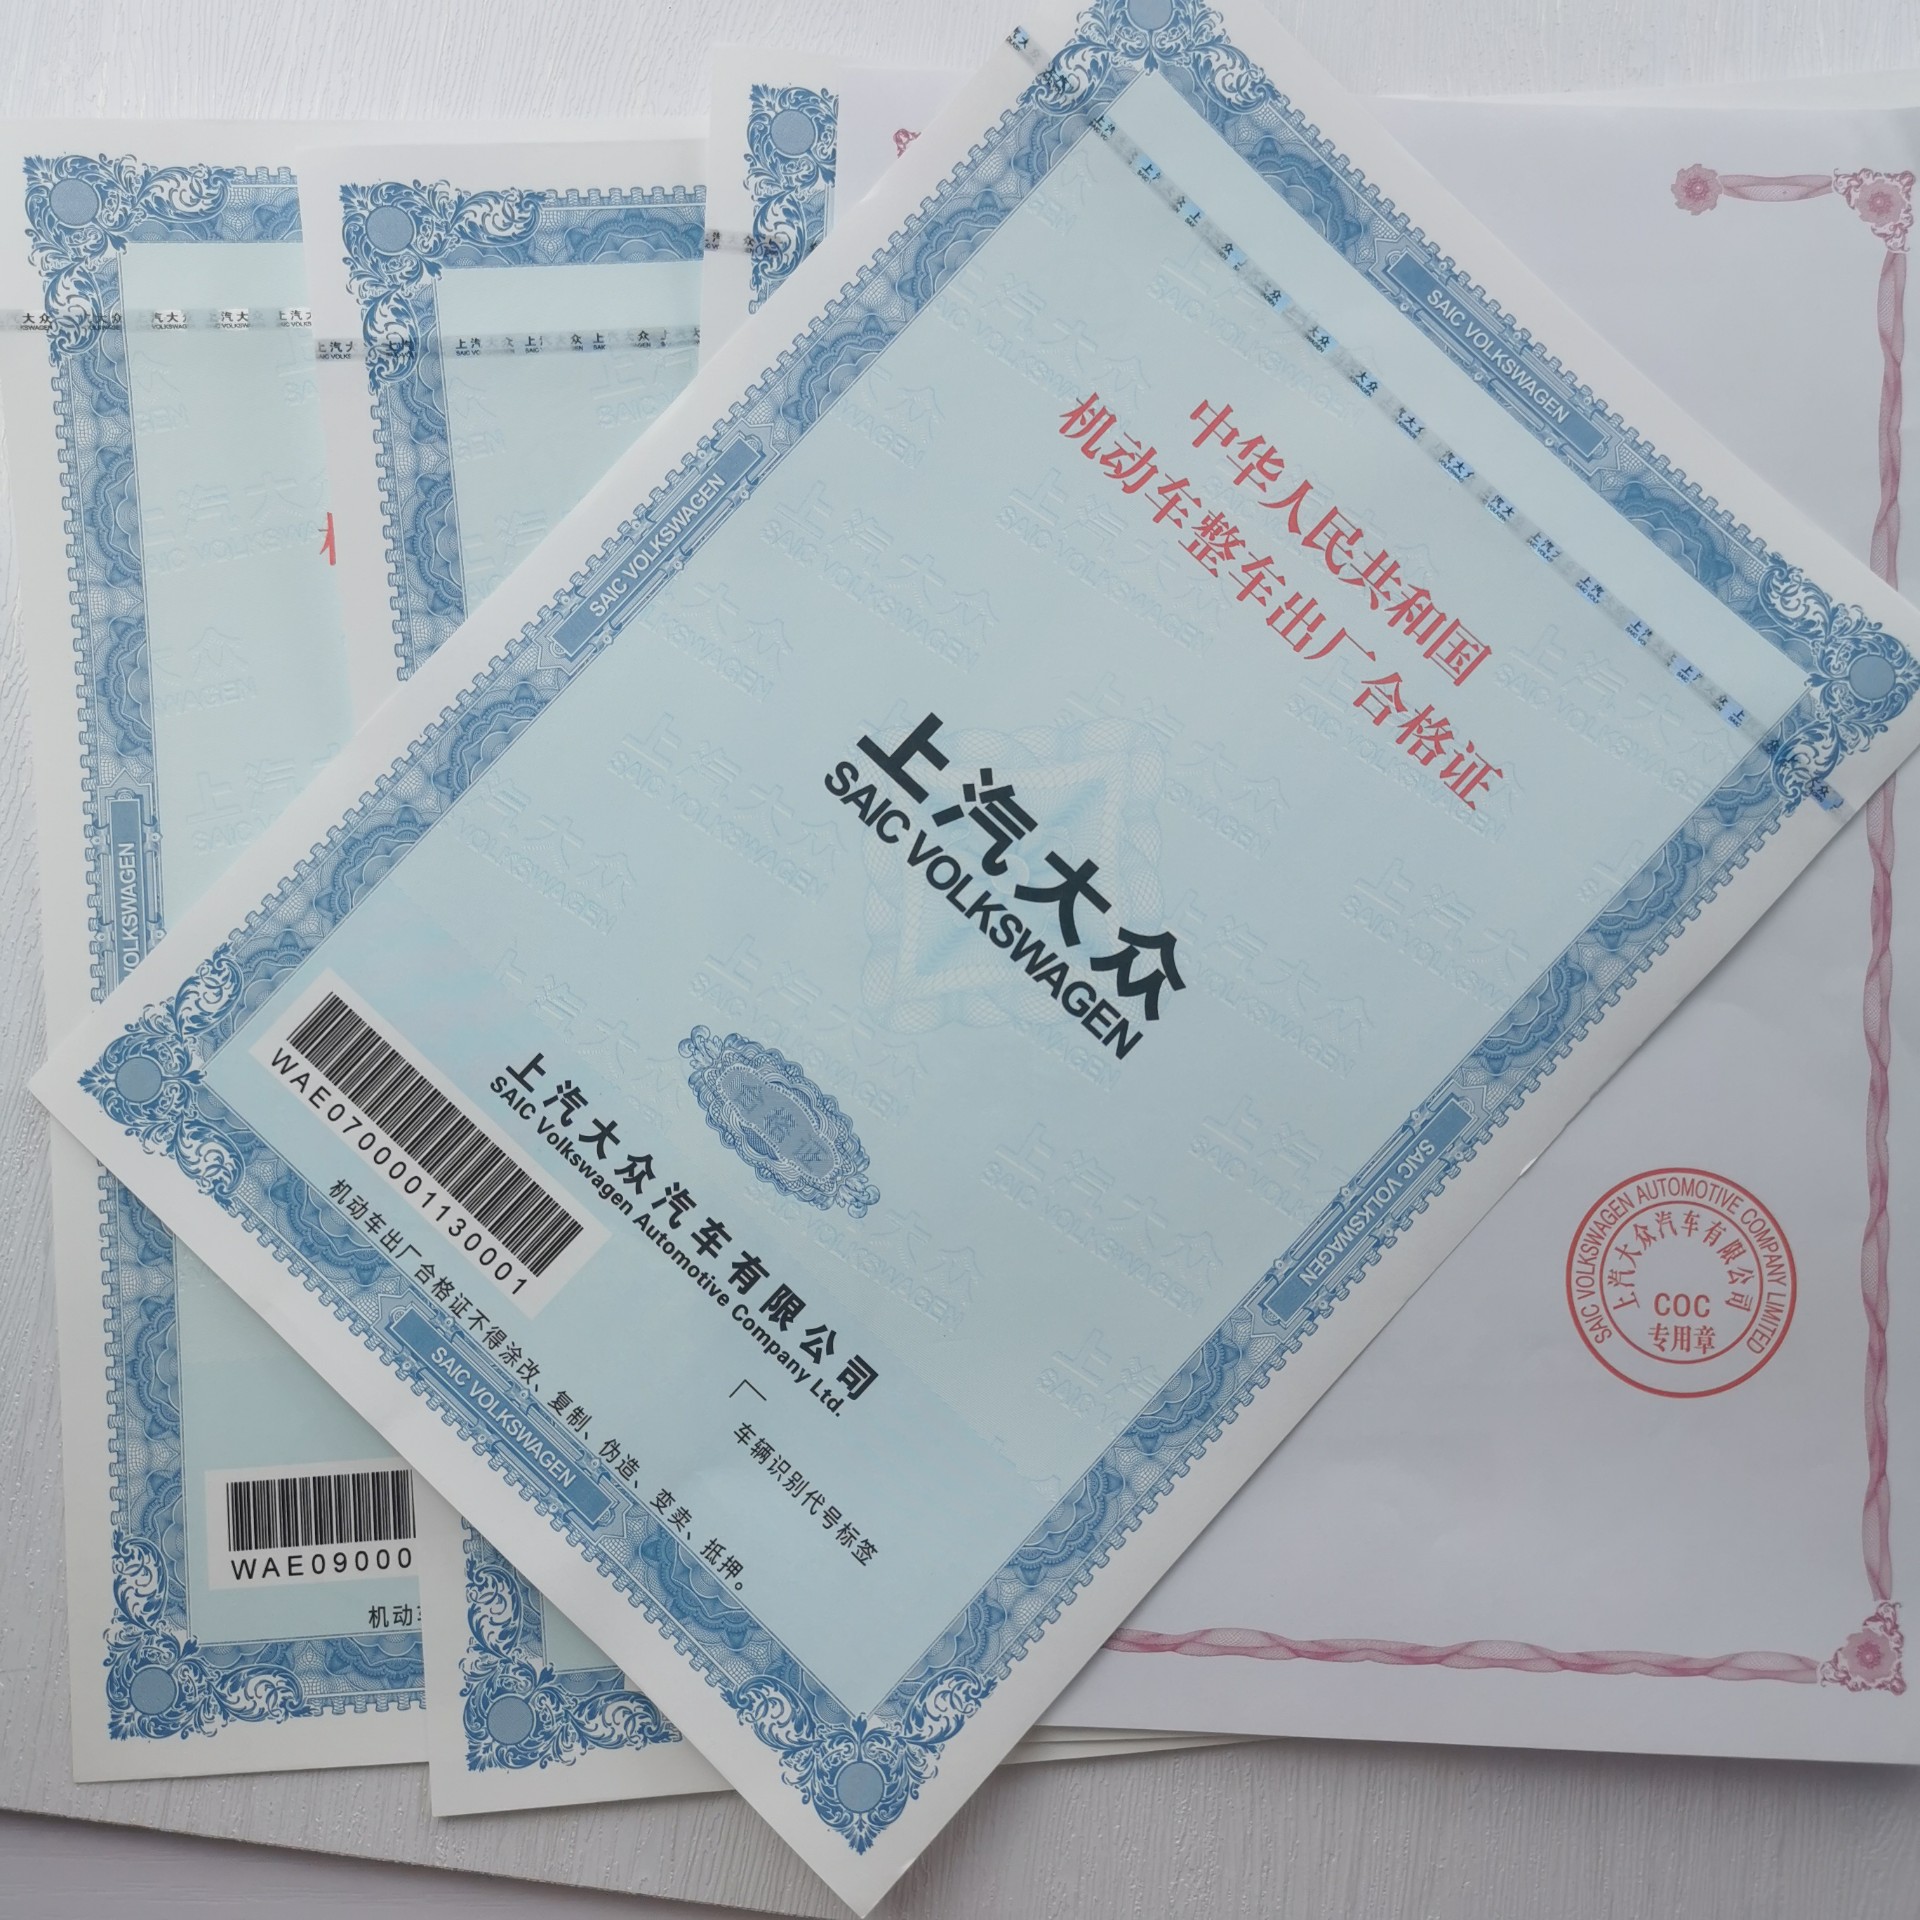 中华人民共和国
机动车整车出厂合格证
上汽大众
SAIC VOLKSWAGEN
合格证
上汽大众汽车有限公司
SAIC Volkswagen Automotive Company Ltd.
WAE0700001130001
厂
车辆识别代号标签
机动车出厂合格证不得涂改、复制、伪造、变卖、抵押。
SAIC VOLKSWAGEN
SAIC VOLKSWAGEN
SAIC VOLKSWAGEN
SAIC VOLKSWAGEN
VOLKSWAGEN
WAE09000
机动
SAIC VOLKSWAGEN AUTOMOTIVE COMPANY LIMITED
上汽大众汽车有限公司
COC
专用章